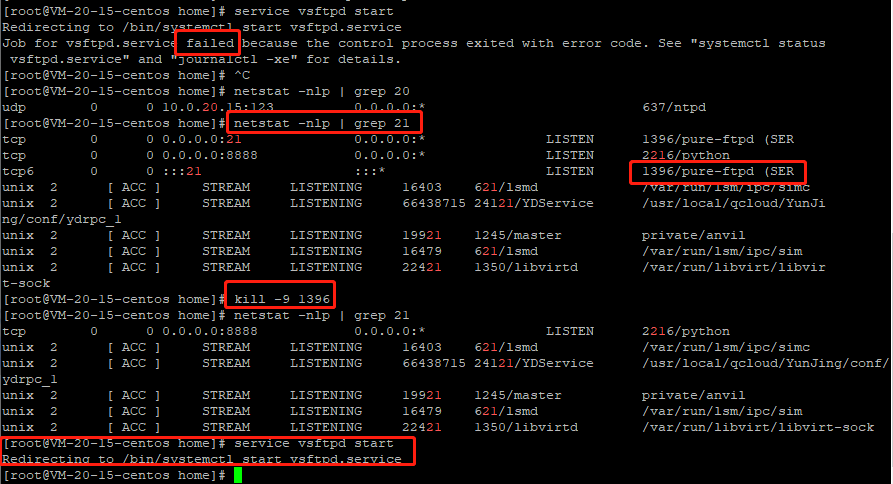 [root@VM-20-15-centos home]# service vsftpd start
Redirecting to /bin/systemctl start vsftpd.service
Job for vsftpd.service failed because the control process exited with error code. See "systemctl status
 vsftpd.service" and "journalctl -xe" for details.
[root@VM-20-15-centos home]# ^C
[root@VM-20-15-centos home]# netstat -nlp | grep 20
udp        0      0 10.0.20.15:123          0.0.0.0:*                           637/ntpd
[root@VM-20-15-centos home]# netstat -nlp | grep 21
tcp        0      0 0.0.0.0:21              0.0.0.0:*               LISTEN      1396/pure-ftpd (SER
tcp        0      0 0.0.0.0:8888            0.0.0.0:*               LISTEN      2216/python
tcp6       0      0 :::21                   :::*                    LISTEN      1396/pure-ftpd (SER
unix  2      [ ACC ]     STREAM     LISTENING     16403    621/lsmd             /var/run/lsm/ipc/simc
unix  2      [ ACC ]     STREAM     LISTENING     66438715 24121/YDService      /usr/local/qcloud/YunJi
ng/conf/ydrpc_1
unix  2      [ ACC ]     STREAM     LISTENING     19921    1245/master          private/anvil
unix  2      [ ACC ]     STREAM     LISTENING     16479    621/lsmd             /var/run/lsm/ipc/sim
unix  2      [ ACC ]     STREAM     LISTENING     22421    1350/libvirtd        /var/run/libvirt/libvir
t-sock
[root@VM-20-15-centos home]# kill -9 1396
[root@VM-20-15-centos home]# netstat -nlp | grep 21
tcp        0      0 0.0.0.0:8888            0.0.0.0:*               LISTEN      2216/python
unix  2      [ ACC ]     STREAM     LISTENING     16403    621/lsmd             /var/run/lsm/ipc/simc
unix  2      [ ACC ]     STREAM     LISTENING     66438715 24121/YDService      /usr/local/qcloud/YunJing/conf/
ydrpc_1
unix  2      [ ACC ]     STREAM     LISTENING     19921    1245/master          private/anvil
unix  2      [ ACC ]     STREAM     LISTENING     16479    621/lsmd             /var/run/lsm/ipc/sim
unix  2      [ ACC ]     STREAM     LISTENING     22421    1350/libvirtd        /var/run/libvirt/libvirt-sock
[root@VM-20-15-centos home]# service vsftpd start
Redirecting to /bin/systemctl start vsftpd.service
[root@VM-20-15-centos home]#